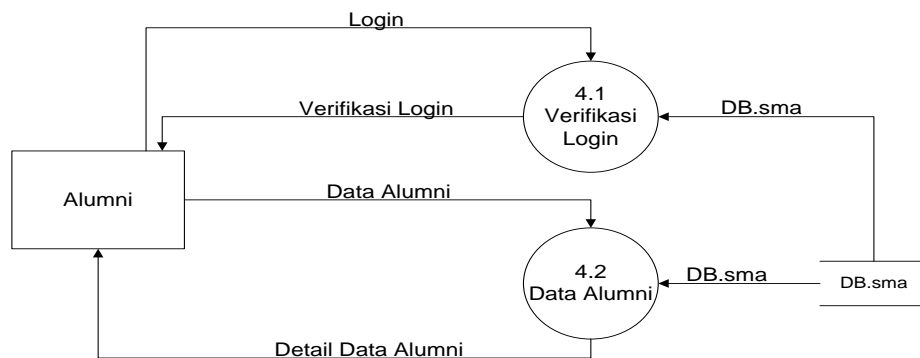 Login
4.1
Verifikasi
Login
Verifikasi Login
DB.sma
Alumni
Data Alumni
4.2
Data Alumni
DB.sma
DB.sma
Detail Data Alumni